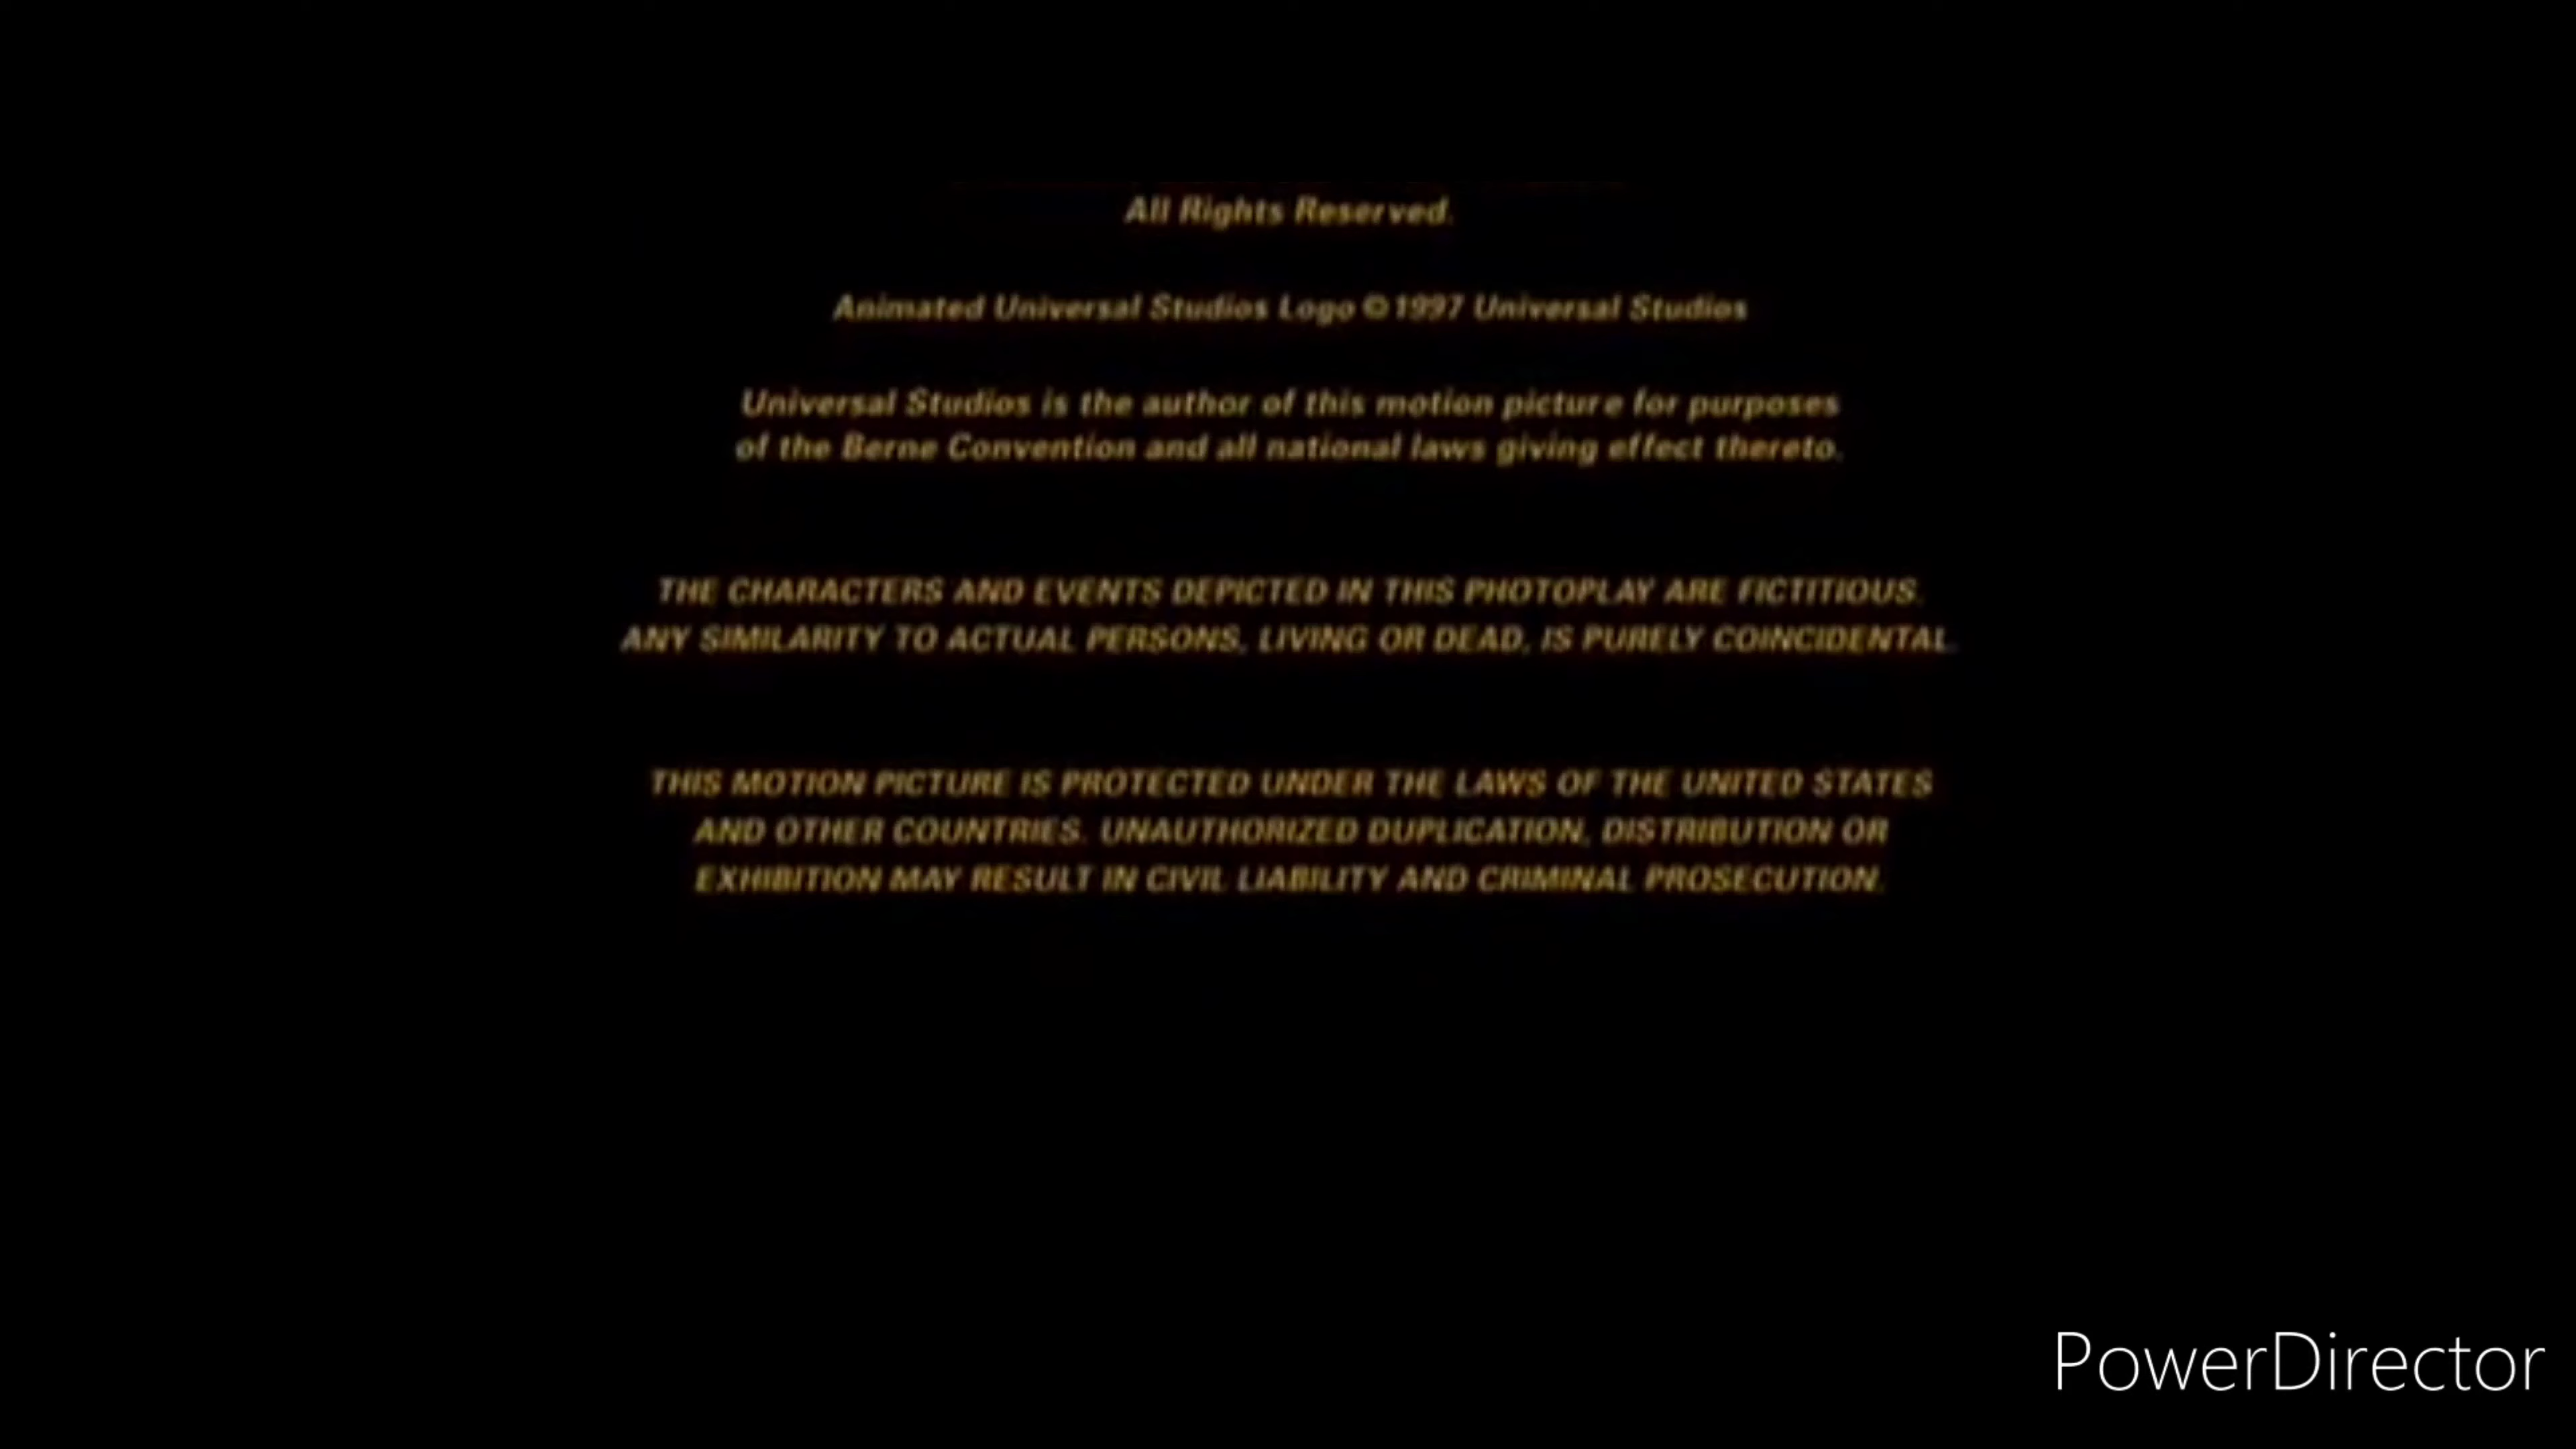 All Rights Reserved.
Animated Universal Studios Logo ©1997 Universal Studios
Universal Studios is the author of this motion picture for purposes
of the Berne Convention and all national laws giving effect thereto.
THE CHARACTERS AND EVENTS DEPICTED IN THIS PHOTOPLAY ARE FICTITIOUS.
ANY SIMILARITY TO ACTUAL PERSONS, LIVING OR DEAD, IS PURELY COINCIDENTAL.
THIS MOTION PICTURE IS PROTECTED UNDER THE LAWS OF THE UNITED STATES
AND OTHER COUNTRIES. UNAUTHORIZED DUPLICATION, DISTRIBUTION OR
EXHIBITION MAY RESULT IN CIVIL LIABILITY AND CRIMINAL PROSECUTION.
PowerDirector